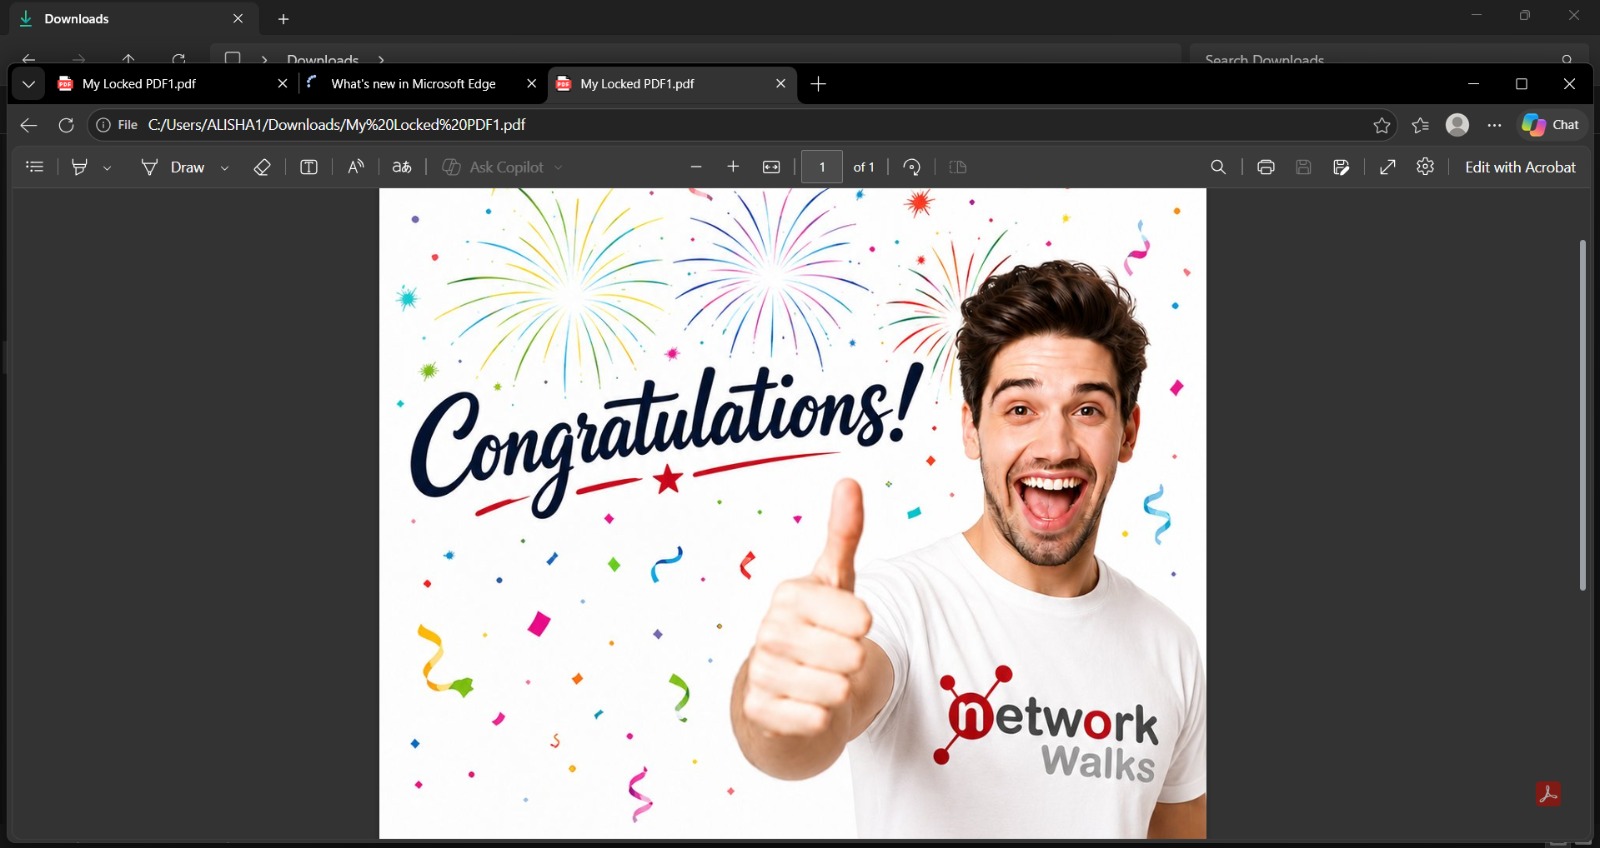 Downloads
Downloads
Search Downloads
My Locked PDF1.pdf
What's new in Microsoft Edge
My Locked PDF1.pdf
File C:/Users/ALISHA1/Downloads/My%20Locked%20PDF1.pdf
Chat
Draw
aあ
Ask Copilot
1 of 1
Edit with Acrobat
Congratulations!
network
Walks